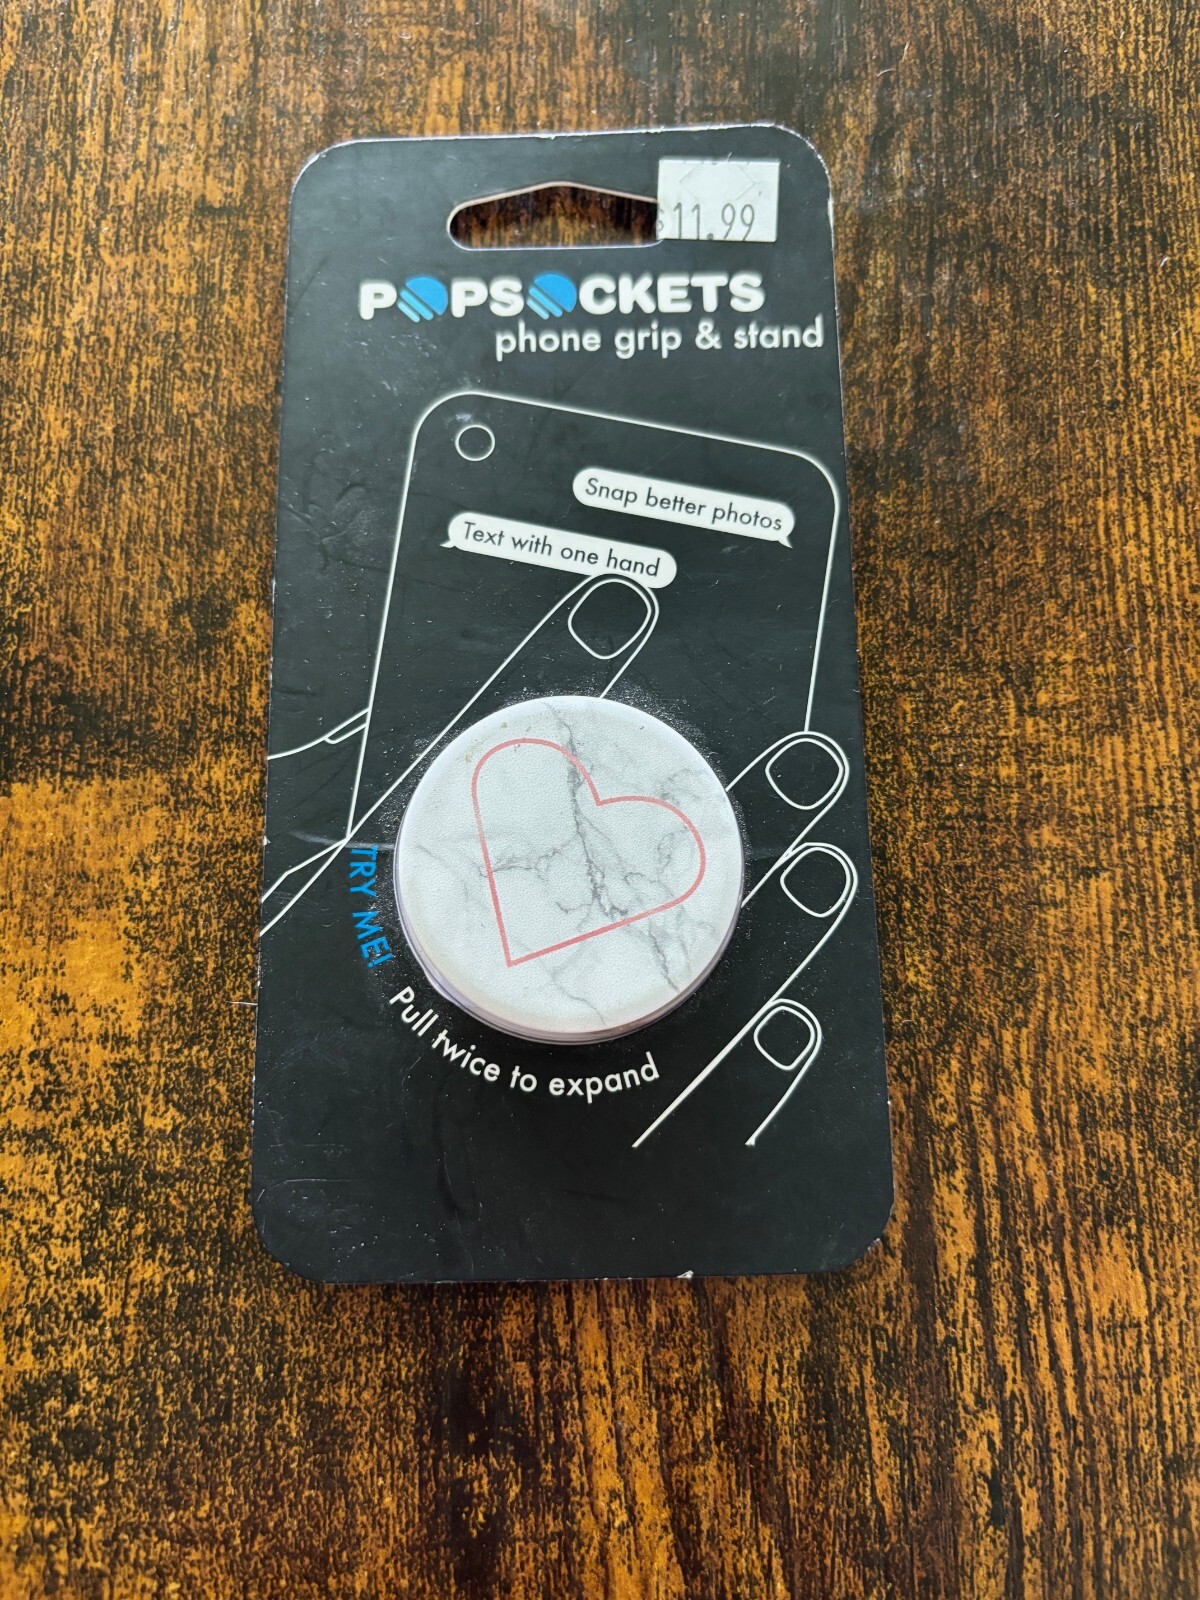 $11.99
POPSOCKETS
phone grip & stand
Snap better photos
Text with one hand
TRY ME!
Pull twice to expand